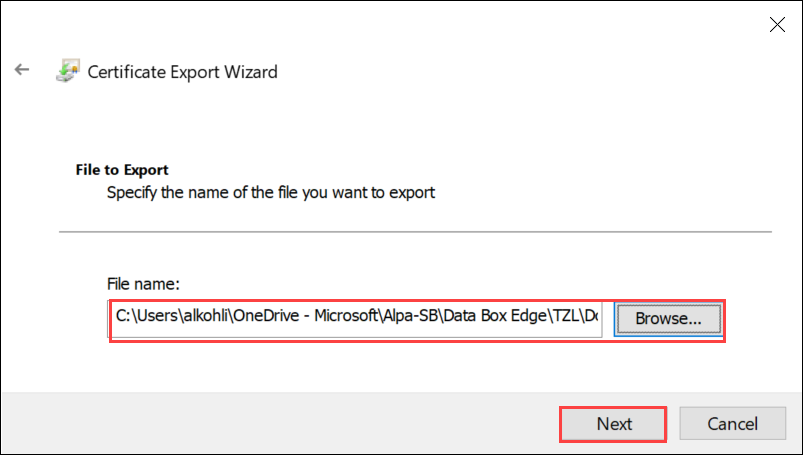 Certificate Export Wizard
File to Export
Specify the name of the file you want to export
File name:
C:\Users\alkohli\OneDrive - Microsoft\Alpa-SB\Data Box Edge\TZL\Do
Browse...
Next
Cancel